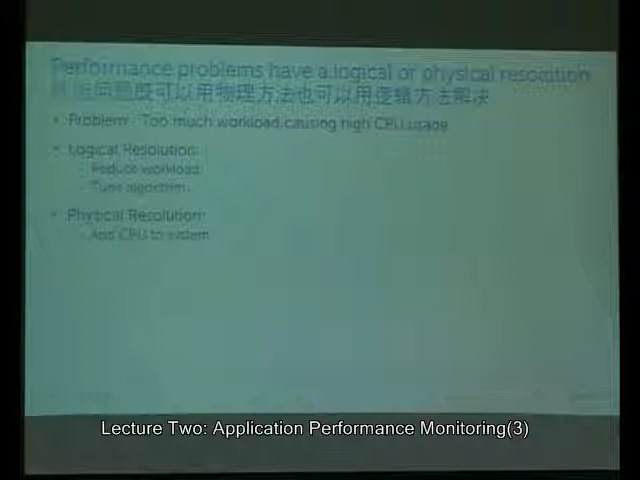 Performance problems have a logical or physical resolution
性能问题既可以用物理方法也可以用逻辑方法解决
• Problem: Too much workload causing high CPU usage
• Logical Resolution:
- Reduce workload
- Tune algorithm
• Physical Resolution:
- Add CPU to system
Lecture Two: Application Performance Monitoring(3)